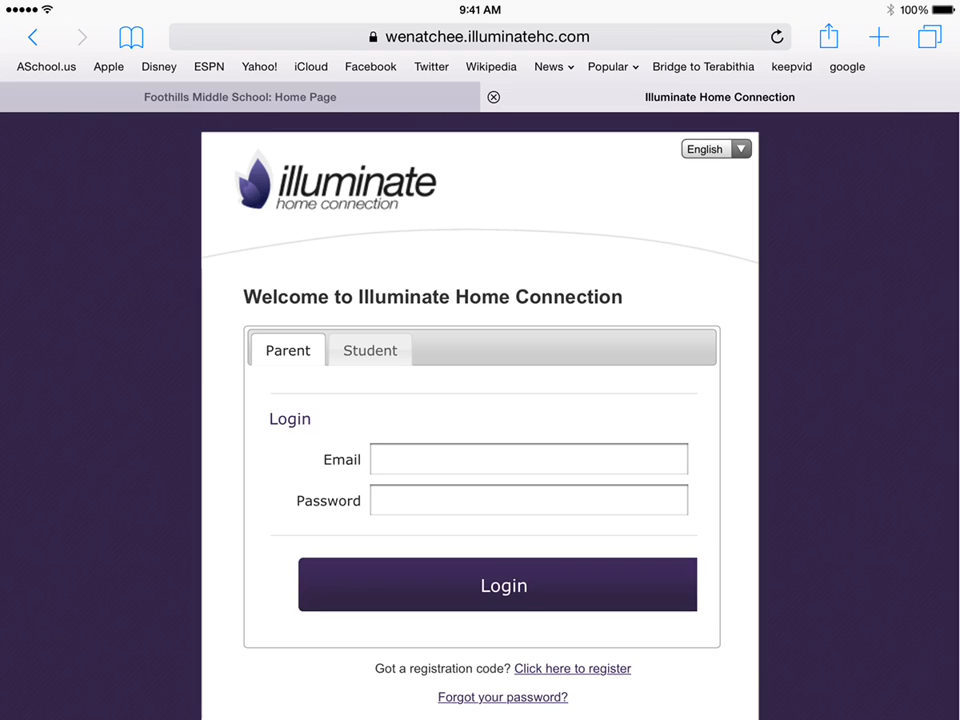 9:41 AM
100%
wenatchee.illuminatehc.com
ASchool.us Apple Disney ESPN Yahoo! iCloud Facebook Twitter Wikipedia News Popular Bridge to Terabithia keepvid google
Foothills Middle School: Home Page Illuminate Home Connection
English
illuminate
home connection
Welcome to Illuminate Home Connection
Parent Student
Login
Email
Password
Login
Got a registration code? Click here to register
Forgot your password?